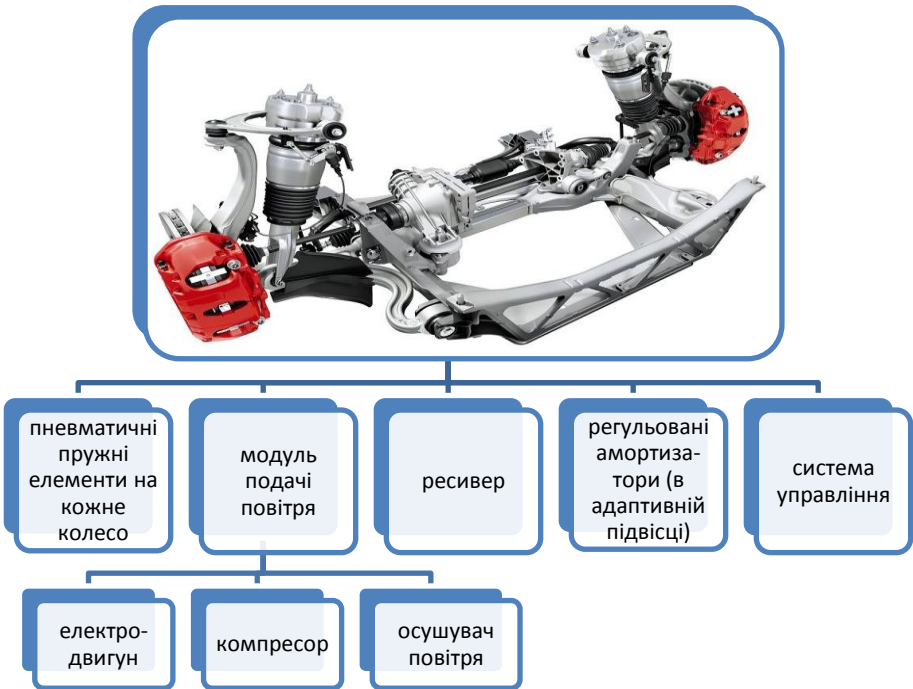 пневматичні
пружні
елементи на
кожне
колесо
модуль
подачі
повітря
ресивер
регульовані
амортиза-
тори (в
адаптивній
підвісці)
система
управління
електро-
двигун
компресор
осушувач
повітря